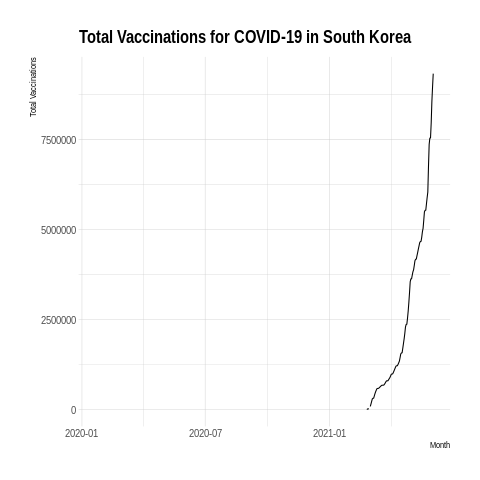 Total Vaccinations for COVID-19 in South Korea
Total Vaccinations
7500000
5000000
2500000
0
2020-01
2020-07
2021-01
Month